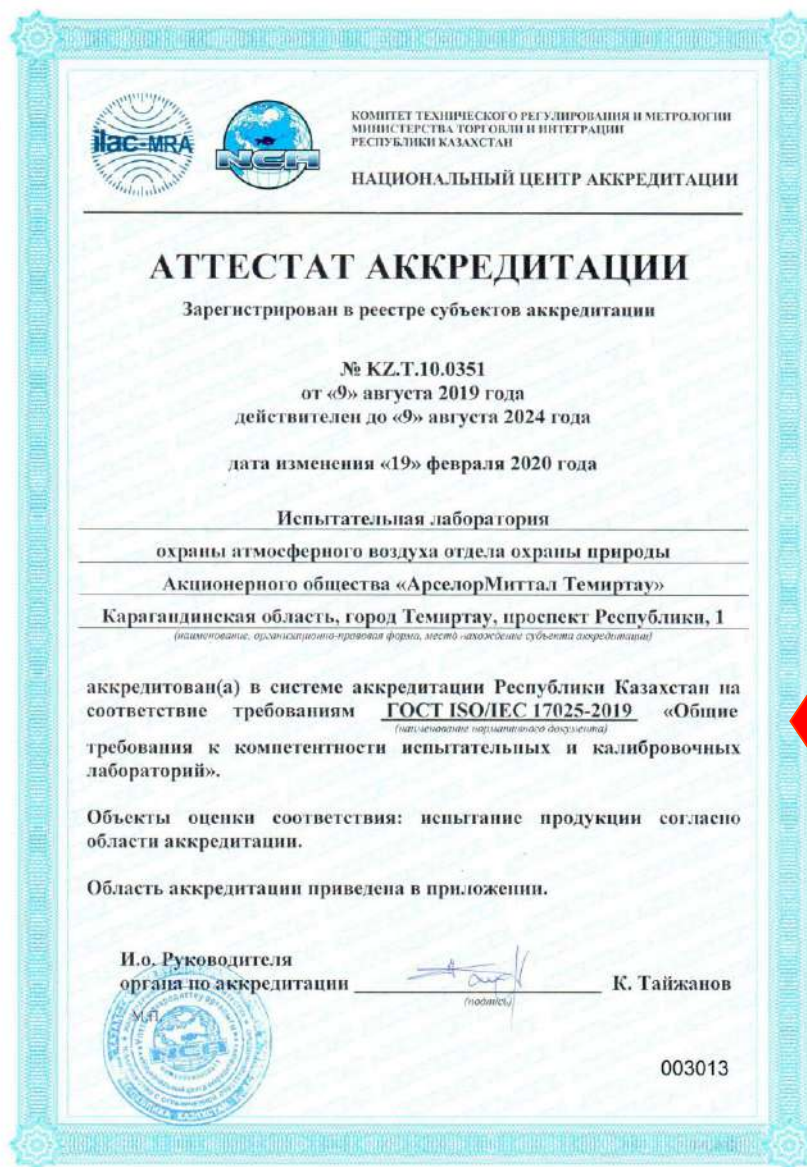 ilac-MRA
NCA
КОМИТЕТ ТЕХНИЧЕСКОГО РЕГУЛИРОВАНИЯ И МЕТРОЛОГИИ
МИНИСТЕРСТВА ТОРГОВЛИ И ИНТЕГРАЦИИ
РЕСПУБЛИКИ КАЗАХСТАН
НАЦИОНАЛЬНЫЙ ЦЕНТР АККРЕДИТАЦИИ
АТТЕСТАТ АККРЕДИТАЦИИ
Зарегистрирован в реестре субъектов аккредитации
№ KZ.T.10.0351
от «9» августа 2019 года
действителен до «9» августа 2024 года
дата изменения «19» февраля 2020 года
Испытательная лаборатория
охраны атмосферного воздуха отдела охраны природы
Акционерного общества «АрселорМиттал Темиртау»
Карагандинская область, город Темиртау, проспект Республики, 1
(наименование, организационно-правовая форма, место нахождение субъекта аккредитации)
аккредитован(а) в системе аккредитации Республики Казахстан на
соответствие требованиям ГОСТ ISO/IEC 17025-2019 «Общие
(наименование нормативного документа)
требования к компетентности испытательных и калибровочных
лабораторий».
Объекты оценки соответствия: испытание продукции согласно
области аккредитации.
Область аккредитации приведена в приложении.
И.о. Руководителя
органа по аккредитации К. Тайжанов
(подпись)
М.П.
NCA
003013